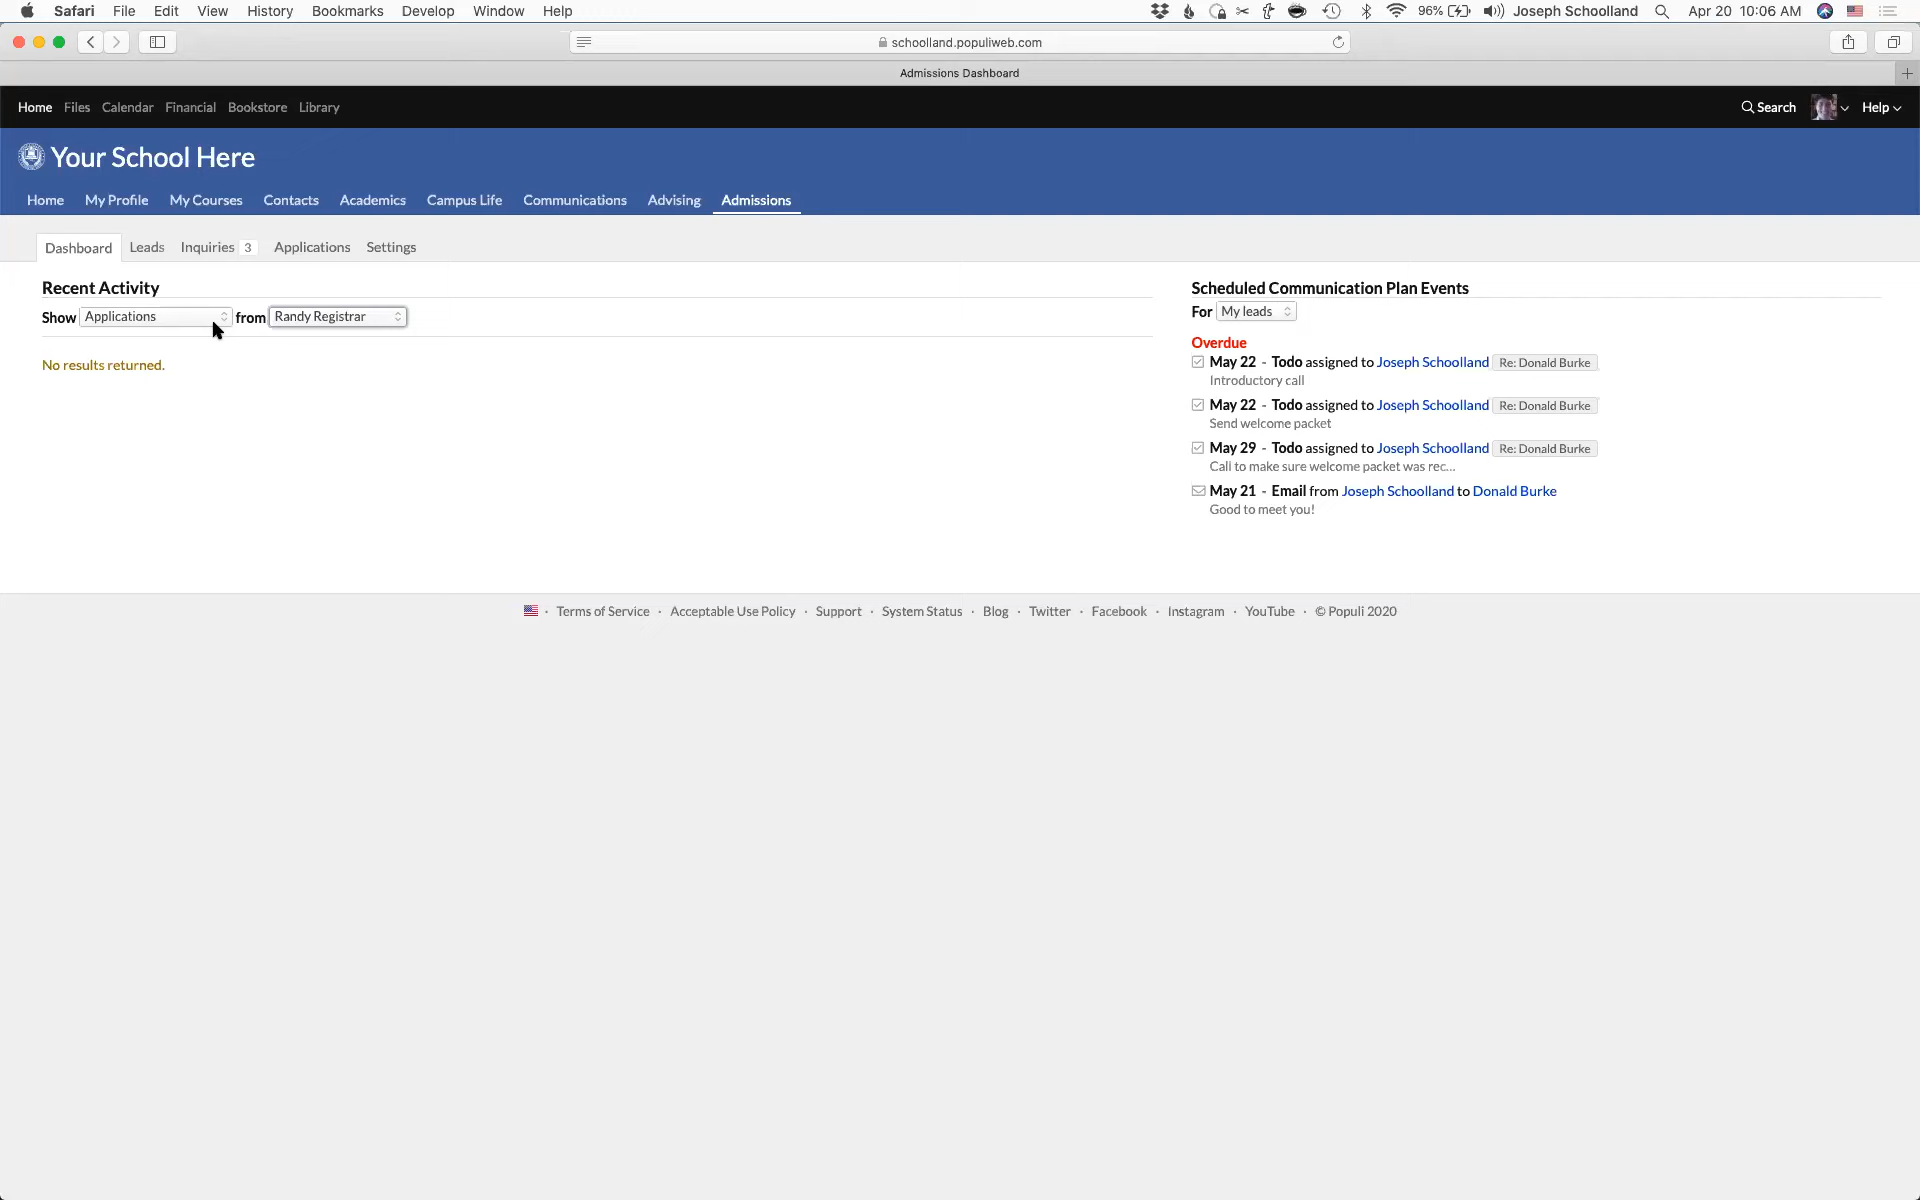 Safari File Edit View History Bookmarks Develop Window Help 96% Joseph Schoolland Apr 20 10:06 AM
schoolland.populiweb.com
Admissions Dashboard
Home Files Calendar Financial Bookstore Library Search Help
Your School Here
Home My Profile My Courses Contacts Academics Campus Life Communications Advising Admissions
Dashboard Leads Inquiries 3 Applications Settings
Recent Activity
Show Applications from Randy Registrar
No results returned.
Scheduled Communication Plan Events
For My leads
Overdue
May 22 - Todo assigned to Joseph Schoolland Re: Donald Burke
Introductory call
May 22 - Todo assigned to Joseph Schoolland Re: Donald Burke
Send welcome packet
May 29 - Todo assigned to Joseph Schoolland Re: Donald Burke
Call to make sure welcome packet was rec...
May 21 - Email from Joseph Schoolland to Donald Burke
Good to meet you!
· Terms of Service · Acceptable Use Policy · Support · System Status · Blog · Twitter · Facebook · Instagram · YouTube · © Populi 2020